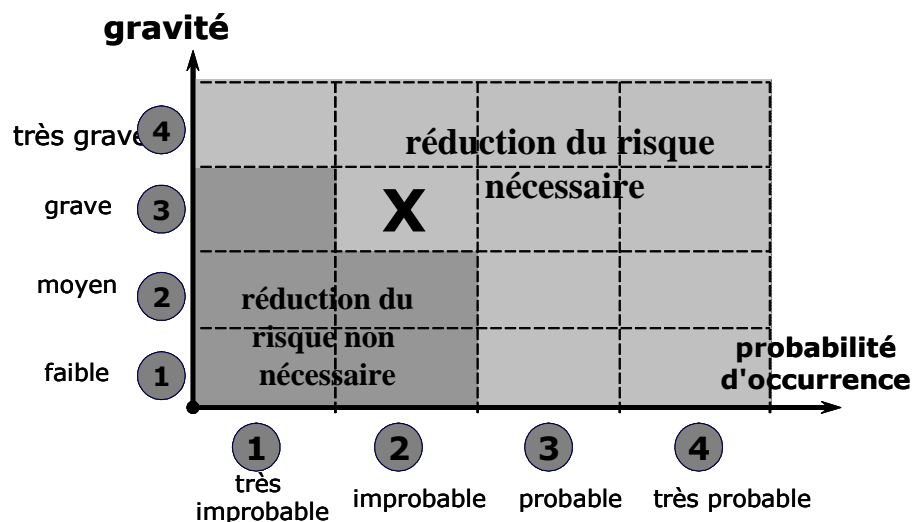 gravité
très grave
4
réduction du risque
nécessaire
grave
3
X
moyen
2
réduction du
risque non
nécessaire
faible
1
probabilité
d'occurrence
1
2
3
4
très
improbable
improbable
probable
très probable